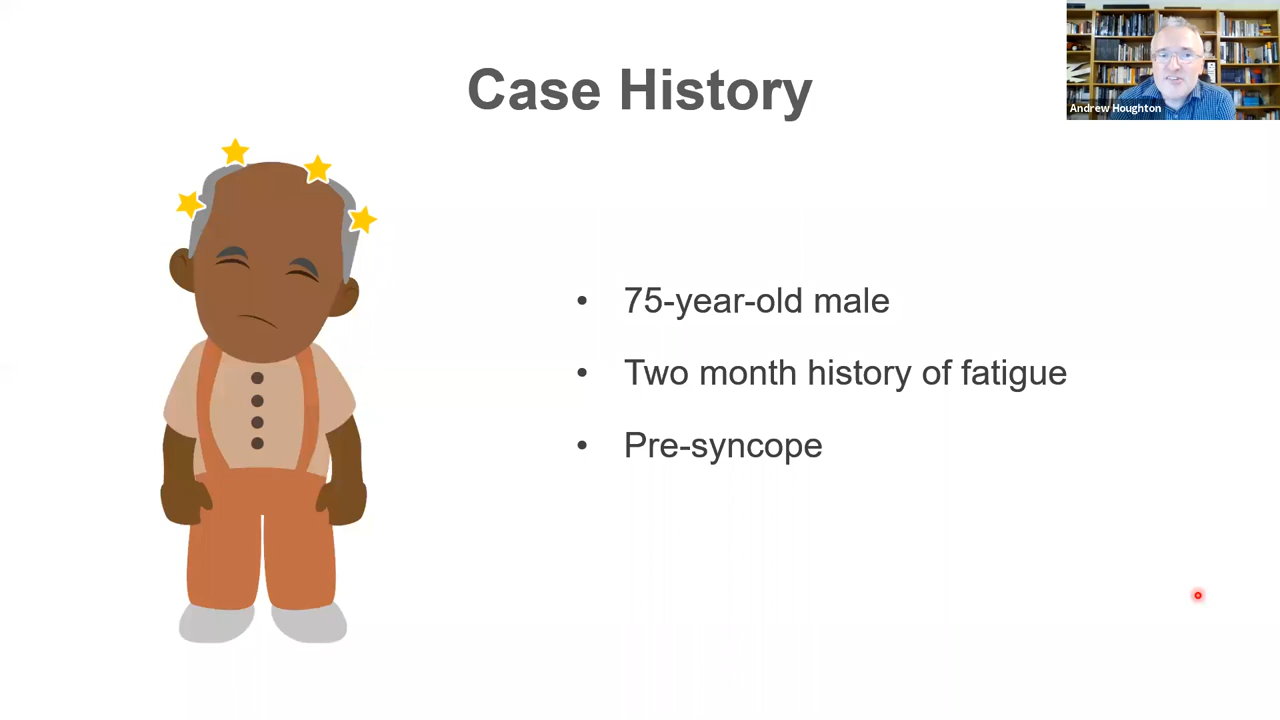 Case History
Andrew Houghton
• 75-year-old male
• Two month history of fatigue
• Pre-syncope